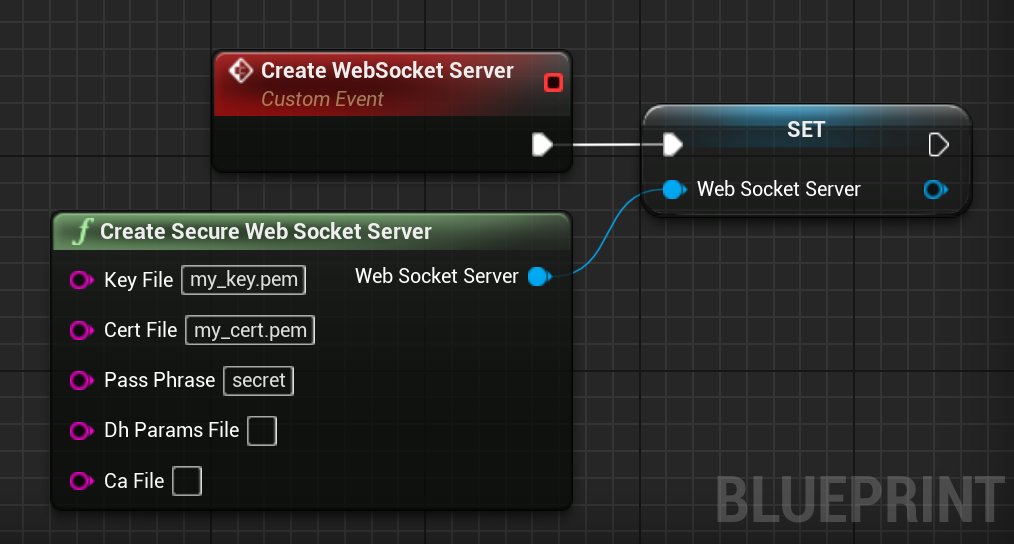 Create WebSocket Server
Custom Event
SET
Web Socket Server
Create Secure Web Socket Server
Key File my_key.pem Web Socket Server
Cert File my_cert.pem
Pass Phrase secret
Dh Params File
Ca File
BLUEPRINT